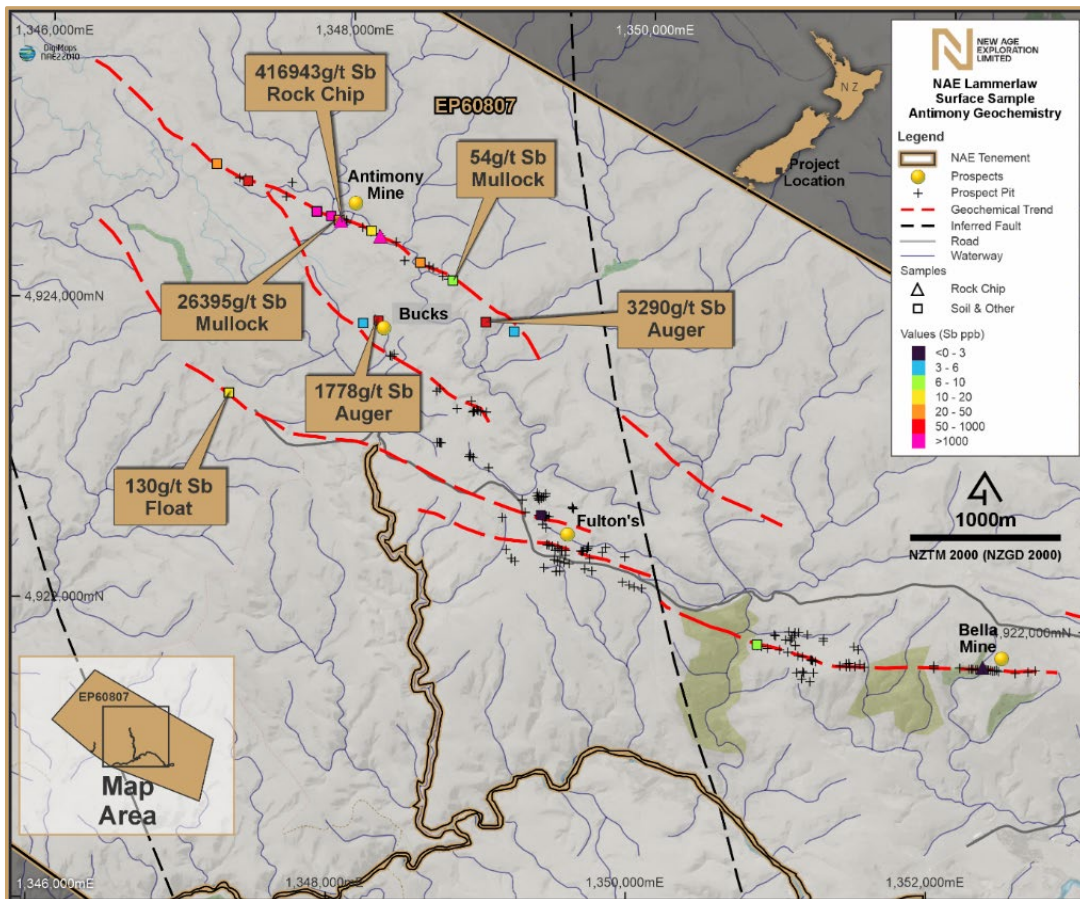 1,346,000mE
1,348,000mE
1,350,000mE
DigiMaps
416943g/t Sb
Rock Chip
EP60807
54g/t Sb
Mullock
Antimony
Mine
NZ
Project
Location
4,924,000mN
26395g/t Sb
Mullock
Bucks
3290g/t Sb
Auger
1778g/t Sb
Auger
130g/t Sb
Float
Fulton's
4,922,000mN
Bella
Mine
4,922,000mN
NEW AGE
EXPLORATION
LIMITED
NAE Lammerlaw
Surface Sample
Antimony Geochemistry
Legend
NAE Tenement
Prospects
Prospect Pit
Geochemical Trend
Inferred Fault
Road
Waterway
Samples
Rock Chip
Soil & Other
Values (Sb ppb)
<0 - 3
3 - 6
6 - 10
10 - 20
20 - 50
50 - 1000
>1000
1000m
NZTM 2000 (NZGD 2000)
EP60807
Map
Area
1,346,000mE
1,348,000mE
1,350,000mE
1,352,000mE